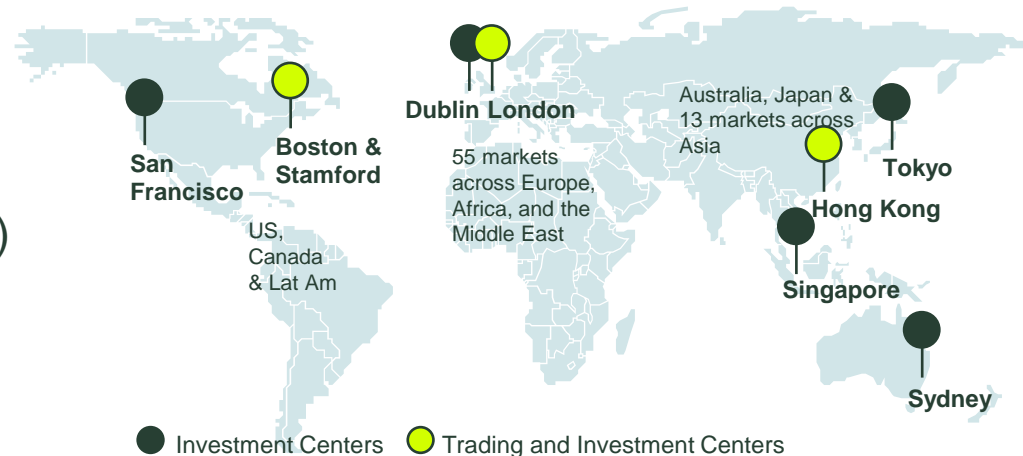 Dublin London
Australia, Japan &
13 markets across
Asia
San
Francisco
Boston &
Stamford
55 markets
across Europe,
Africa, and the
Middle East
Tokyo
Hong Kong
US,
Canada
& Lat Am
Singapore
Sydney
Investment Centers
Trading and Investment Centers